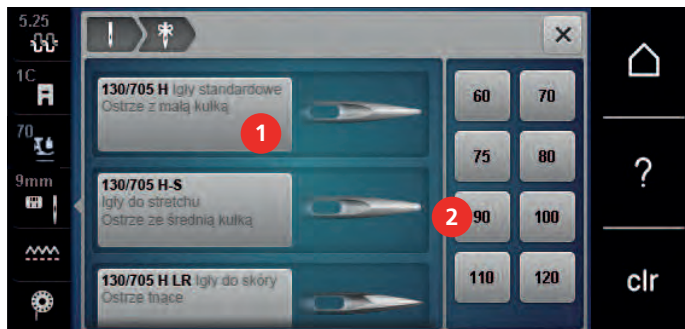 5.25
1C
70
9mm
130/705 H Igły standardowe
Ostrze z małą kulką
1
130/705 H-S
Igły do stretchu
Ostrze ze średnią kulką
130/705 H LR Igły do skóry
Ostrze tnące
60 70
75 80
2 90 100
110 120
?
clr